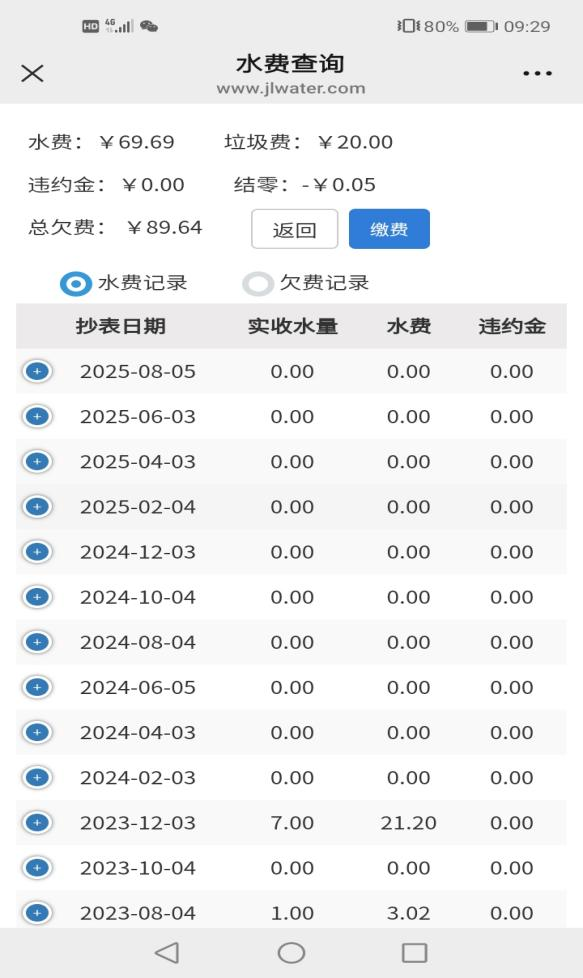 HD 4G 80% 09:29
水费查询
www.jlwater.com
水费：￥69.69 垃圾费：￥20.00
违约金：￥0.00 结零：-￥0.05
总欠费：￥89.64 返回 缴费
水费记录 欠费记录
抄表日期 实收水量 水费 违约金
2025-08-05 0.00 0.00 0.00
2025-06-03 0.00 0.00 0.00
2025-04-03 0.00 0.00 0.00
2025-02-04 0.00 0.00 0.00
2024-12-03 0.00 0.00 0.00
2024-10-04 0.00 0.00 0.00
2024-08-04 0.00 0.00 0.00
2024-06-05 0.00 0.00 0.00
2024-04-03 0.00 0.00 0.00
2024-02-03 0.00 0.00 0.00
2023-12-03 7.00 21.20 0.00
2023-10-04 0.00 0.00 0.00
2023-08-04 1.00 3.02 0.00